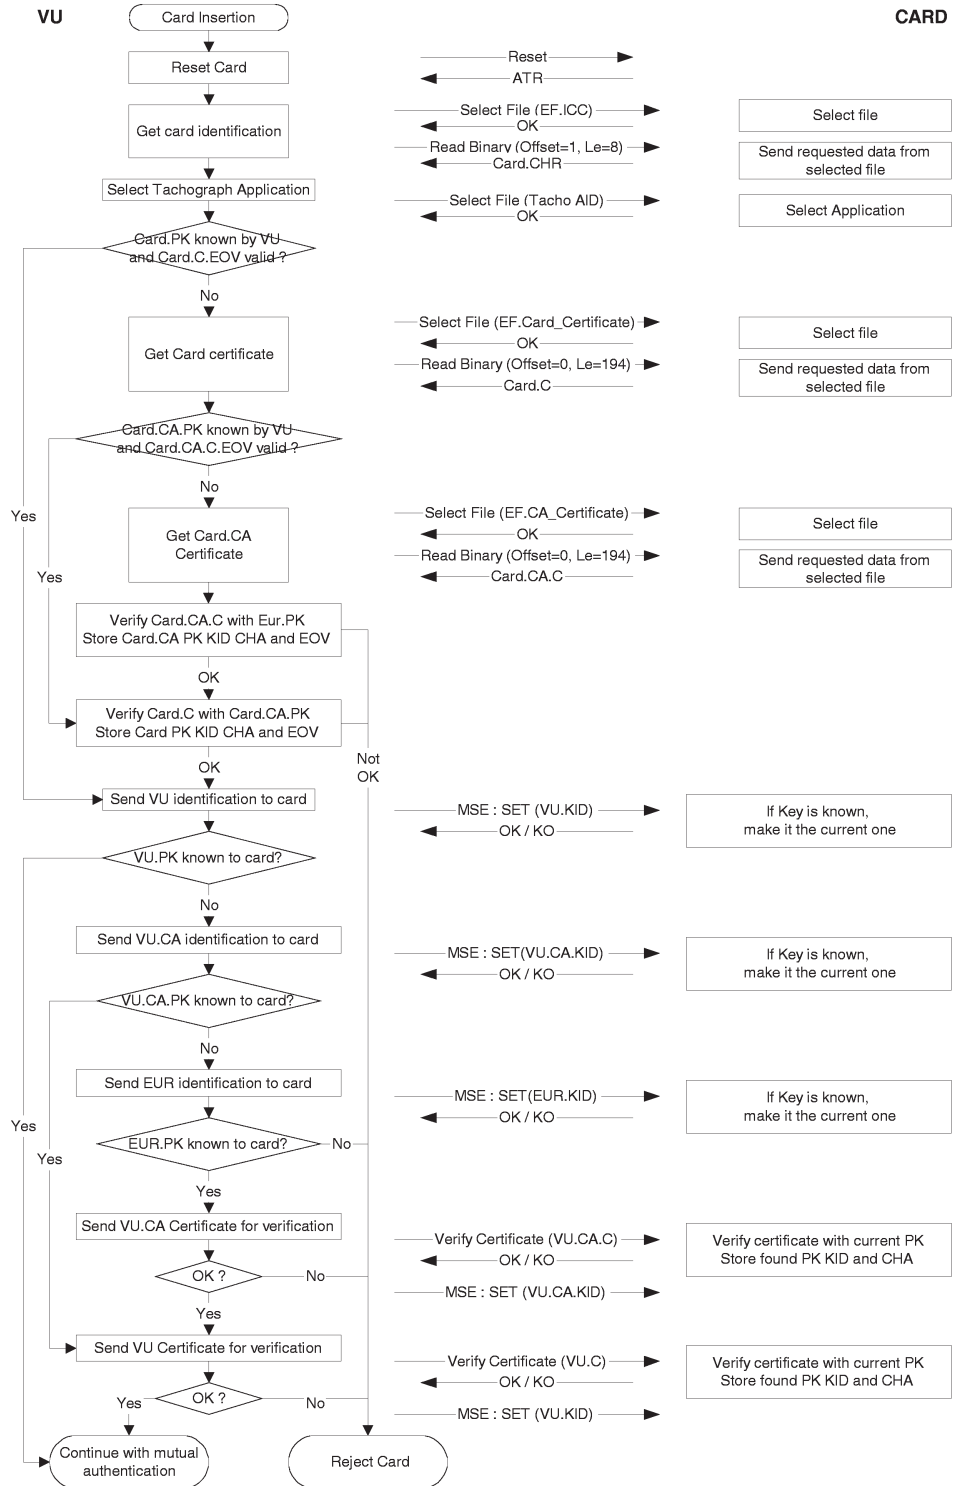 VU
CARD
Card Insertion
Reset Card
Reset
ATR
Get card identification
Select File (EF.ICC)
OK
Select file
Read Binary (Offset=1, Le=8)
Card.CHR
Send requested data from
selected file
Select Tachograph Application
Select File (Tacho AID)
OK
Select Application
Card.PK known by VU
and Card.C.EOV valid ?
No
Get Card certificate
Select File (EF.Card_Certificate)
OK
Select file
Read Binary (Offset=0, Le=194)
Card.C
Send requested data from
selected file
Card.CA.PK known by VU
and Card.CA.C.EOV valid ?
No
Yes
Get Card.CA
Certificate
Select File (EF.CA_Certificate)
OK
Select file
Yes
Read Binary (Offset=0, Le=194)
Card.CA.C
Send requested data from
selected file
Verify Card.CA.C with Eur.PK
Store Card.CA PK KID CHA and EOV
OK
Verify Card.C with Card.CA.PK
Store Card PK KID CHA and EOV
Not
OK
OK
Send VU identification to card
MSE : SET (VU.KID)
OK / KO
If Key is known,
make it the current one
VU.PK known to card?
No
Send VU.CA identification to card
MSE : SET(VU.CA.KID)
OK / KO
If Key is known,
make it the current one
VU.CA.PK known to card?
No
Send EUR identification to card
MSE : SET(EUR.KID)
OK / KO
If Key is known,
make it the current one
Yes
EUR.PK known to card?
No
Yes
Yes
Send VU.CA Certificate for verification
Verify Certificate (VU.CA.C)
OK / KO
Verify certificate with current PK
Store found PK KID and CHA
OK ?
No
MSE : SET (VU.CA.KID)
Yes
Send VU Certificate for verification
Verify Certificate (VU.C)
OK / KO
Verify certificate with current PK
Store found PK KID and CHA
OK ?
Yes
No
MSE : SET (VU.KID)
Continue with mutual
authentication
Reject Card